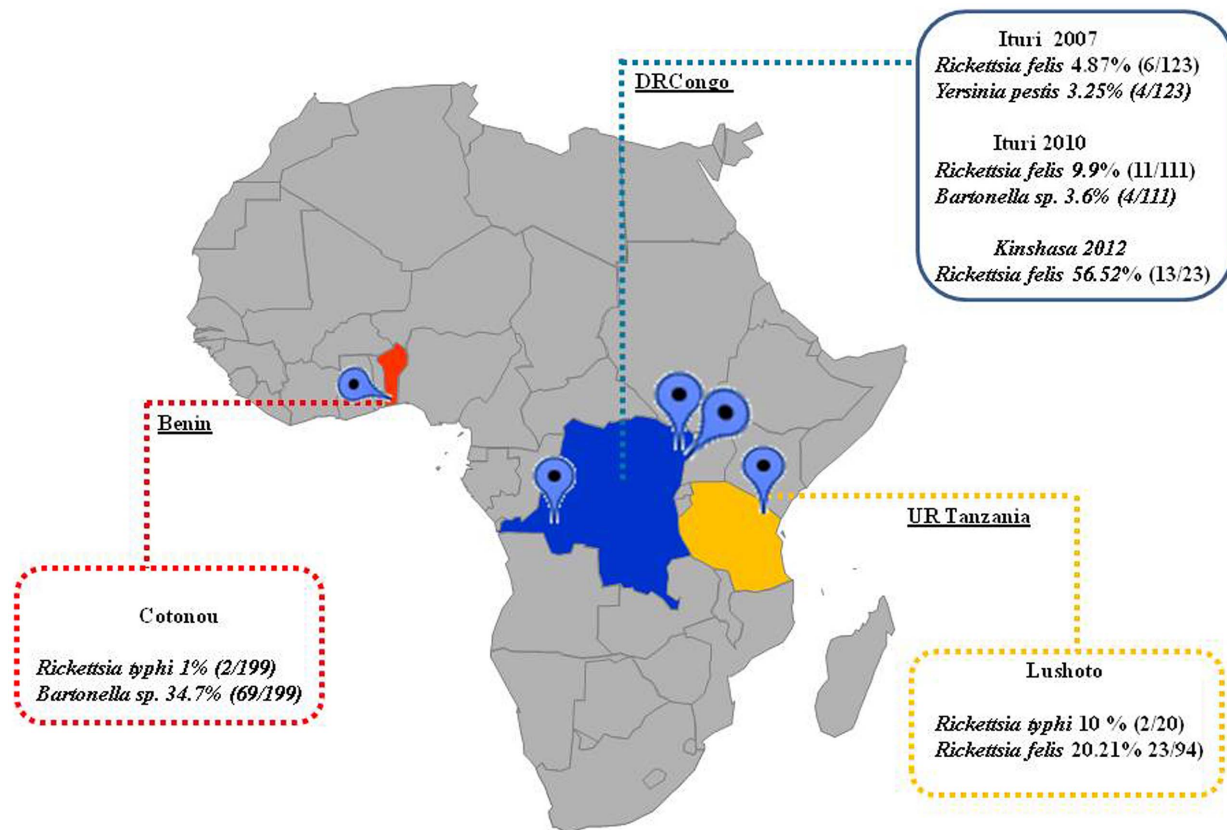 Ituri 2007
Rickettsia felis 4.87% (6/123)
Yersinia pestis 3.25% (4/123)
Ituri 2010
Rickettsia felis 9.9% (11/111)
Bartonella sp. 3.6% (4/111)
Kinshasa 2012
Rickettsia felis 56.52% (13/23)
DRCongo
Benin
UR Tanzania
Cotonou
Rickettsia typhi 1% (2/199)
Bartonella sp. 34.7% (69/199)
Lushoto
Rickettsia typhi 10 % (2/20)
Rickettsia felis 20.21% 23/94)